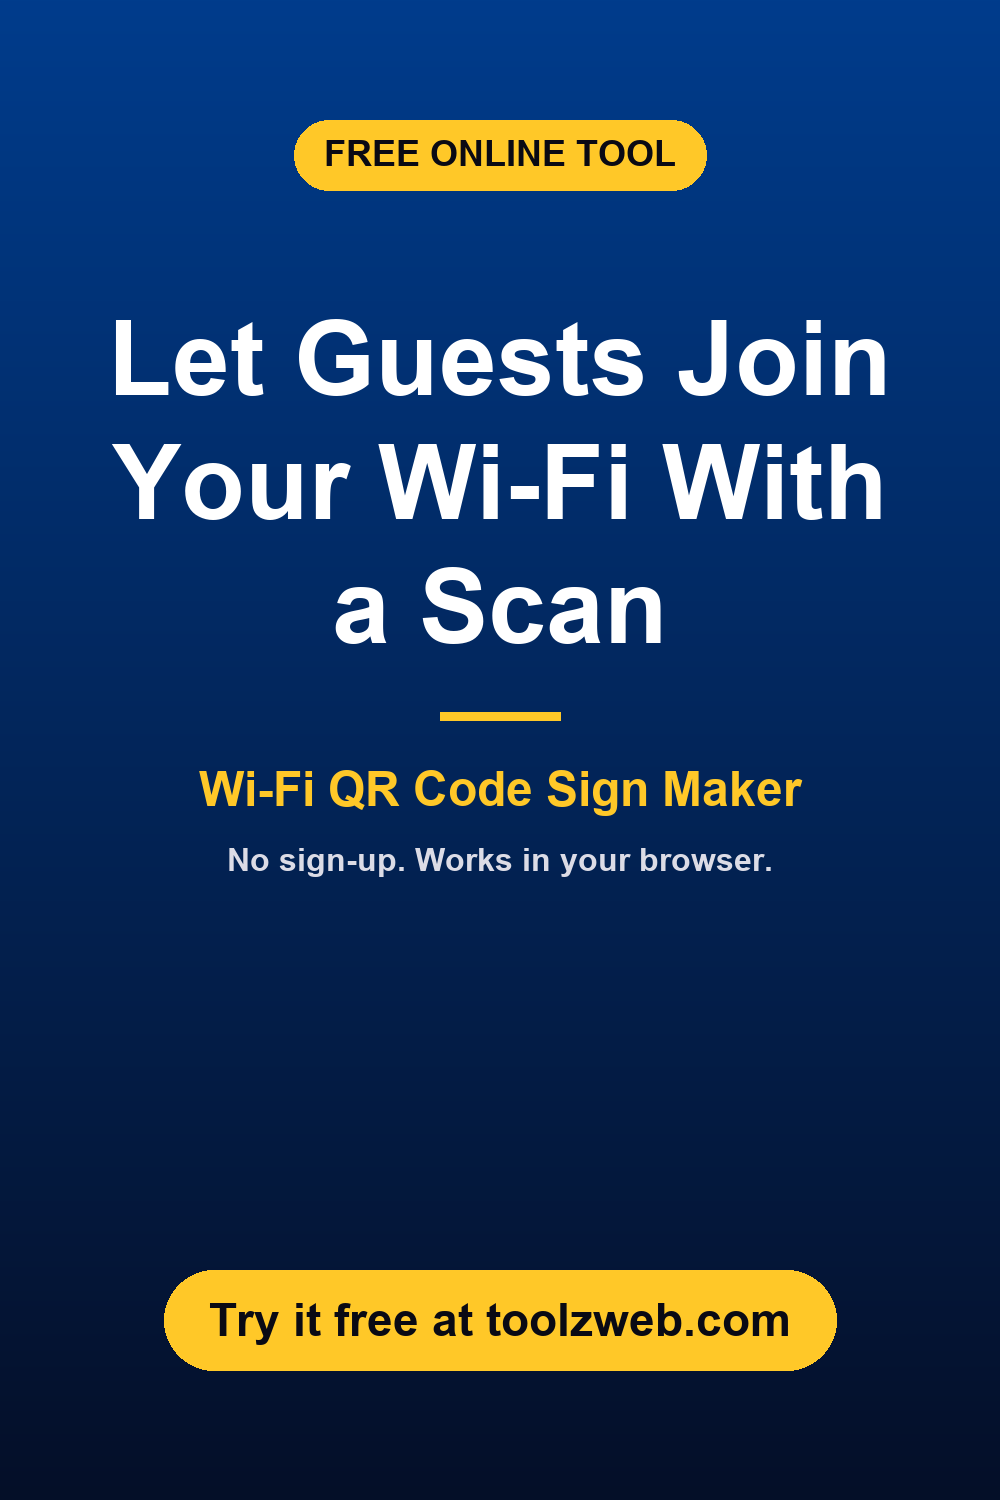 FREE ONLINE TOOL
Let Guests Join
Your Wi-Fi With
a Scan
Wi-Fi QR Code Sign Maker
No sign-up. Works in your browser.
Try it free at toolzweb.com